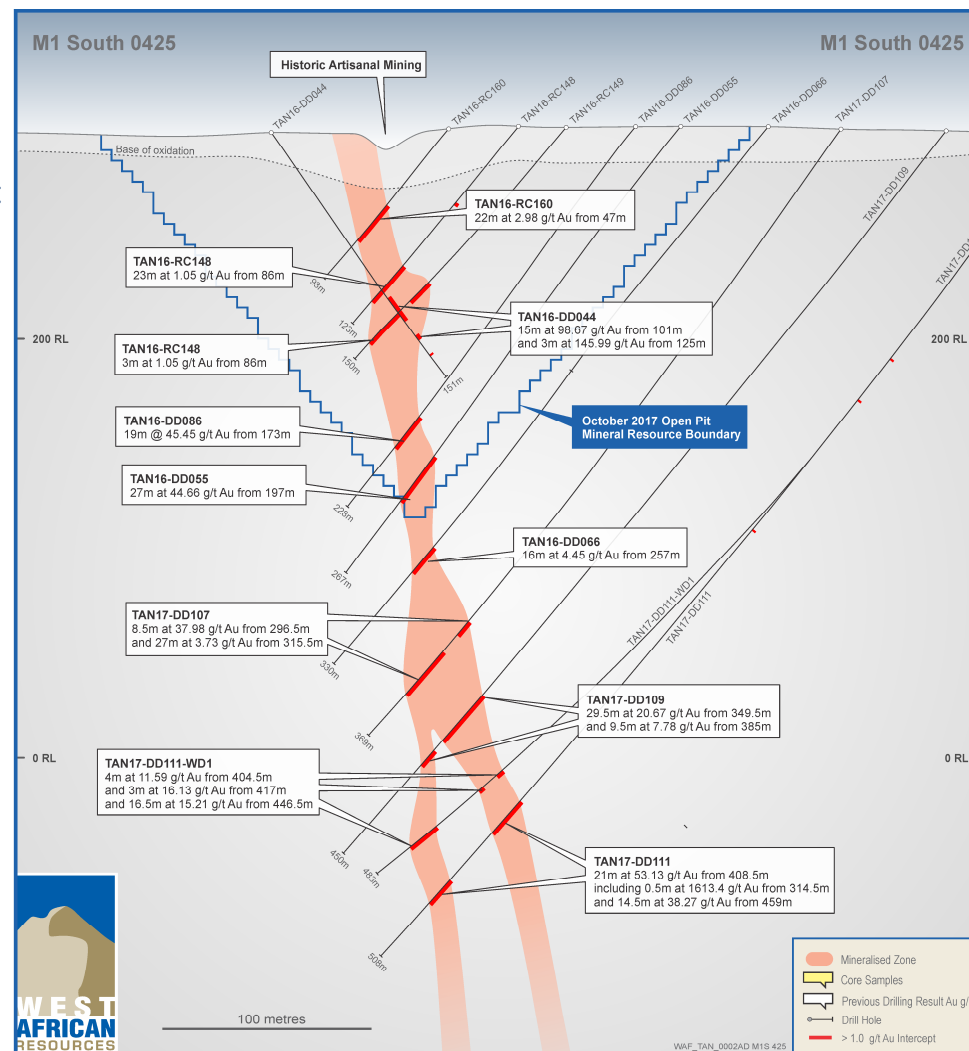 M1 South 0425
M1 South 0425
Historic Artisanal Mining
TAN16-DD044
TAN16-RC160
TAN16-RC148
TAN16-RC149
TAN16-DD086
TAN16-DD055
TAN16-DD066
TAN17-DD107
TAN17-DD109
Base of oxidation
TAN16-RC160
22m at 2.98 g/t Au from 47m
TAN16-RC148
23m at 1.05 g/t Au from 86m
93m
123m
150m
151m
TAN16-DD044
15m at 98.67 g/t Au from 101m
and 3m at 145.99 g/t Au from 125m
200 RL
200 RL
TAN16-RC148
3m at 1.05 g/t Au from 86m
TAN16-DD086
19m @ 45.45 g/t Au from 173m
October 2017 Open Pit
Mineral Resource Boundary
TAN16-DD055
27m at 44.66 g/t Au from 197m
228m
267m
TAN16-DD066
16m at 4.45 g/t Au from 257m
TAN17-DD111-WD1
TAN17-DD111
TAN17-DD107
8.5m at 37.98 g/t Au from 296.5m
and 27m at 3.73 g/t Au from 315.5m
330m
369m
TAN17-DD109
29.5m at 20.67 g/t Au from 349.5m
and 9.5m at 7.78 g/t Au from 385m
0 RL
0 RL
TAN17-DD111-WD1
4m at 11.59 g/t Au from 404.5m
and 3m at 16.13 g/t Au from 417m
and 16.5m at 15.21 g/t Au from 446.5m
450m
483m
TAN17-DD111
21m at 53.13 g/t Au from 408.5m
including 0.5m at 1613.4 g/t Au from 314.5m
and 14.5m at 38.27 g/t Au from 459m
508m
WEST
AFRICAN
RESOURCES
100 metres
Mineralised Zone
Core Samples
Previous Drilling Result Au g/
Drill Hole
> 1.0 g/t Au Intercept
WAF_TAN_0002AD M1S 425